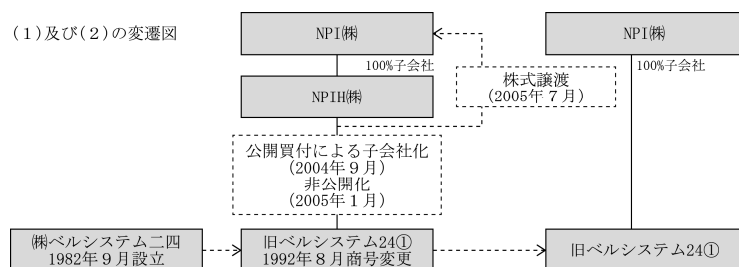 (1)及び(2)の変遷図
NPI㈱
NPI㈱
100%子会社
100%子会社
NPIH㈱
株式譲渡
(2005年7月)
公開買付による子会社化
(2004年9月)
非公開化
(2005年1月)
㈱ベルシステム二四
1982年9月設立
旧ベルシステム24①
1992年8月商号変更
旧ベルシステム24①